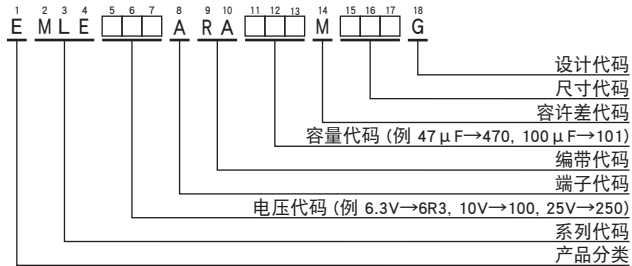 1 2 3 4 5 6 7 8 9 10 11 12 13 14 15 16 17 18
E M L E □□□ A R A □□□ M □□□ G
设计代码
尺寸代码
容许差代码
容量代码 (例 47μF→470, 100μF→101)
编带代码
端子代码
电压代码 (例 6.3V→6R3, 10V→100, 25V→250)
系列代码
产品分类